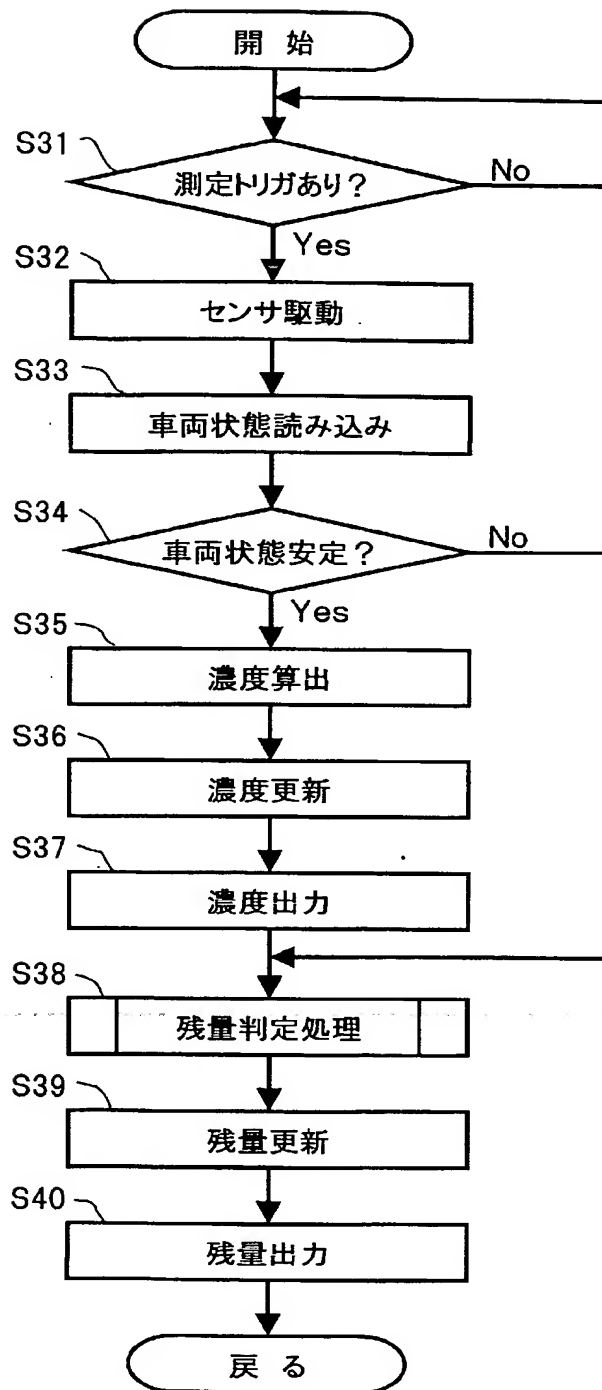 開始
S31
測定トリガあり?
No
Yes
S32
センサ駆動
S33
車両状態読み込み
S34
車両状態安定?
No
Yes
S35
濃度算出
S36
濃度更新
S37
濃度出力
S38
残量判定処理
S39
残量更新
S40
残量出力
戻る